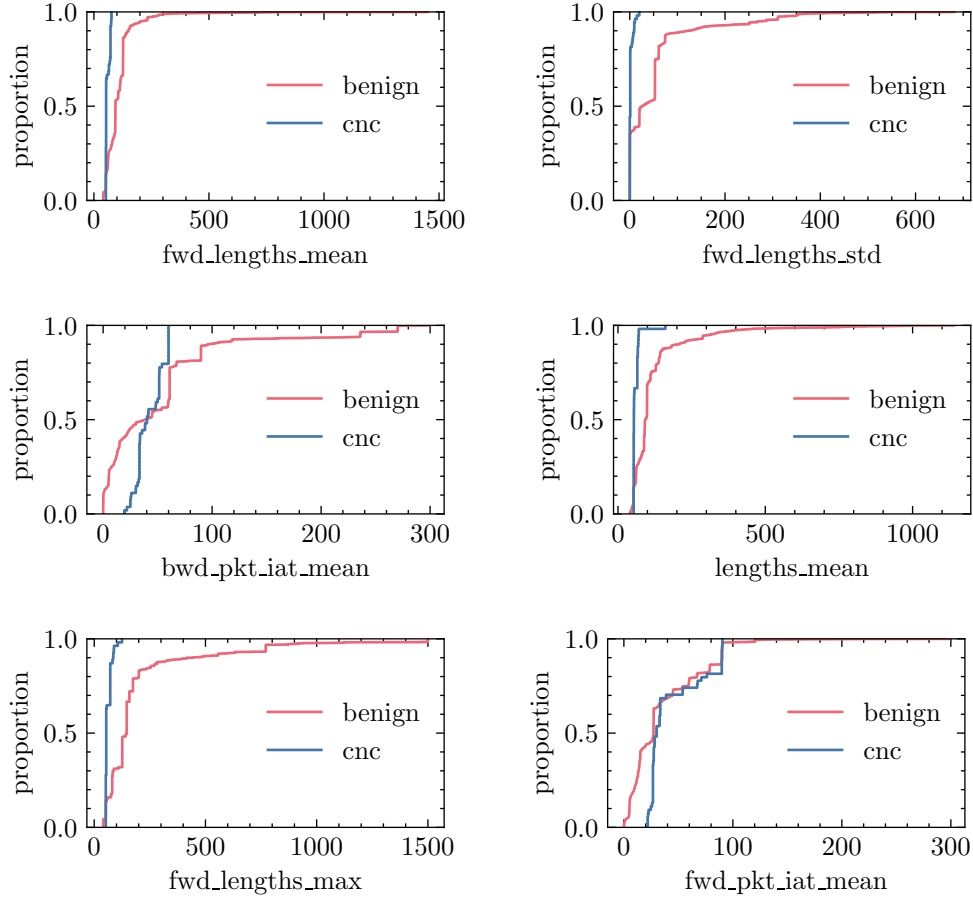 1.0
0.5
0.0
proportion
benign
cnc
0 500 1000 1500
fwd_lengths_mean
1.0
0.5
0.0
proportion
benign
cnc
0 200 400 600
fwd_lengths_std
1.0
0.5
0.0
proportion
benign
cnc
0 100 200 300
bwd_pkt_iat_mean
1.0
0.5
0.0
proportion
benign
cnc
0 500 1000
lengths_mean
1.0
0.5
0.0
proportion
benign
cnc
0 500 1000 1500
fwd_lengths_max
1.0
0.5
0.0
proportion
benign
cnc
0 100 200 300
fwd_pkt_iat_mean